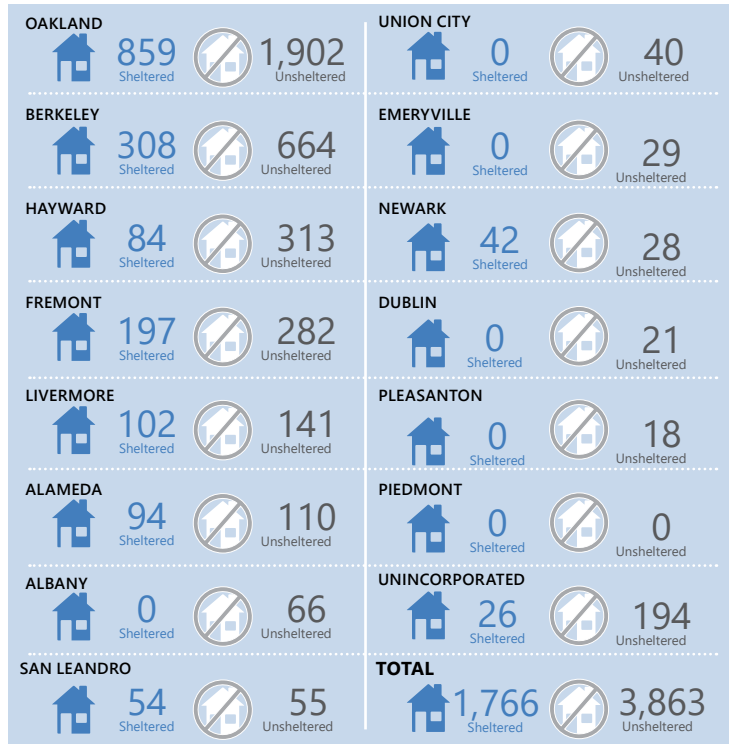 OAKLAND
859 1,902
Sheltered Unsheltered
BERKELEY
308 664
Sheltered Unsheltered
HAYWARD
84 313
Sheltered Unsheltered
FREMONT
197 282
Sheltered Unsheltered
LIVERMORE
102 141
Sheltered Unsheltered
ALAMEDA
94 110
Sheltered Unsheltered
ALBANY
0 66
Sheltered Unsheltered
SAN LEANDRO
54 55
Sheltered Unsheltered
UNION CITY
0 40
Sheltered Unsheltered
EMERYVILLE
0 29
Sheltered Unsheltered
NEWARK
42 28
Sheltered Unsheltered
DUBLIN
0 21
Sheltered Unsheltered
PLEASANTON
0 18
Sheltered Unsheltered
PIEDMONT
0 0
Sheltered Unsheltered
UNINCORPORATED
26 194
Sheltered Unsheltered
TOTAL
1,766 3,863
Sheltered Unsheltered